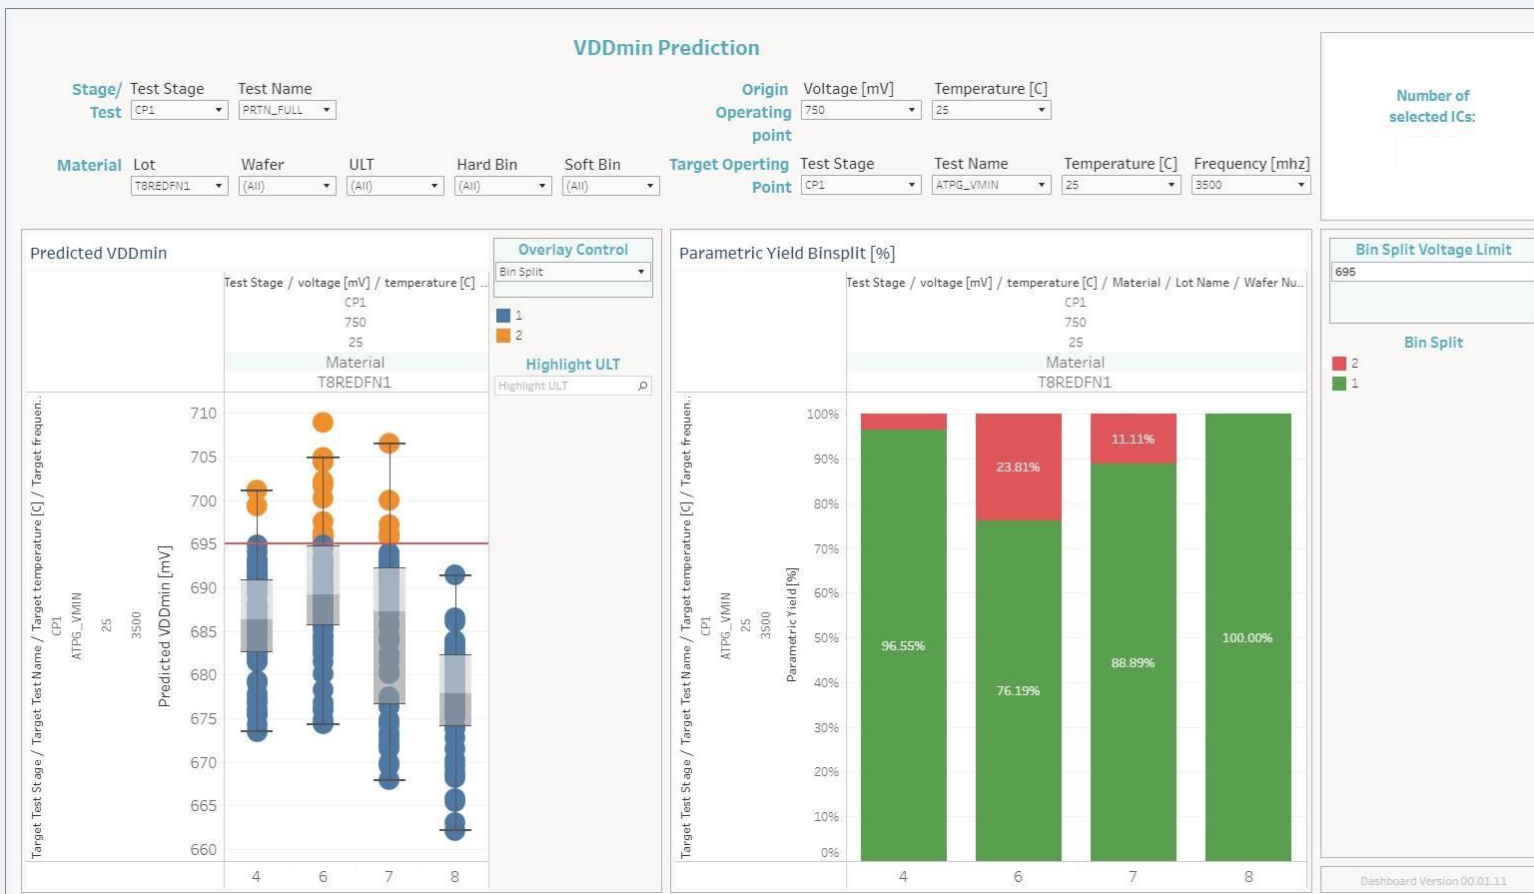 VDDmin Prediction
Stage/ Test
Test Stage
CP1
Test Name
PRTN_FULL
Origin Operating point
Voltage [mV]
750
Temperature [C]
25
Number of
selected ICs:
Material
Lot
T8REDFN1
Wafer
(All)
ULT
(All)
Hard Bin
(All)
Soft Bin
(All)
Target Operting Point
Test Stage
CP1
Test Name
ATPG_VMIN
Temperature [C]
25
Frequency [mhz]
3500
Predicted VDDmin
Test Stage / voltage [mV] / temperature [C] ..
CP1
750
25
Material
T8REDFN1
Target Test Stage / Target Test Name / Target temperature [C] / Target frequen..
CP1
ATPG_VMIN
25
3500
Predicted VDDmin [mV]
710
705
700
695
690
685
680
675
670
665
660
4 6 7 8
Overlay Control
Bin Split
1
2
Highlight ULT
Highlight ULT
Parametric Yield Binsplit [%]
Test Stage / voltage [mV] / temperature [C] / Material / Lot Name / Wafer Nu..
CP1
750
25
Material
T8REDFN1
Target Test Stage / Target Test Name / Target temperature [C] / Target frequen..
CP1
ATPG_VMIN
25
3500
Parametric Yield [%]
100%
90%
80%
70%
60%
50%
40%
30%
20%
10%
0%
96.55%
23.81%
76.19%
11.11%
88.89%
100.00%
4 6 7 8
Bin Split Voltage Limit
695
Bin Split
2
1
Dashboard Version 00.01.11